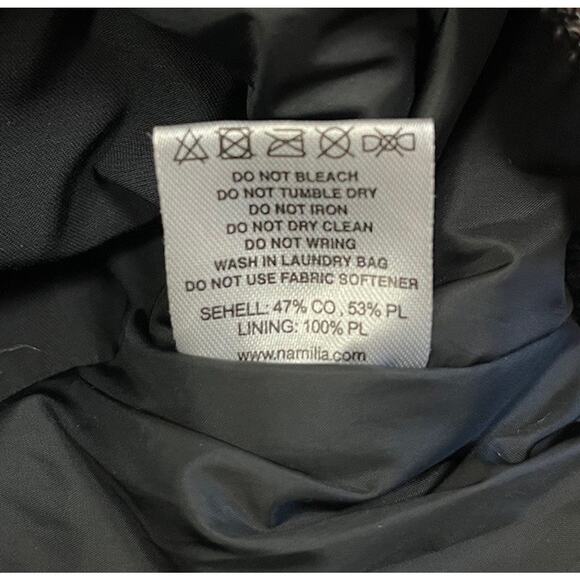 DO NOT BLEACH
DO NOT TUMBLE DRY
DO NOT IRON
DO NOT DRY CLEAN
DO NOT WRING
WASH IN LAUNDRY BAG
DO NOT USE FABRIC SOFTENER
SEHELL: 47% CO , 53% PL
LINING: 100% PL
www.namilia.com